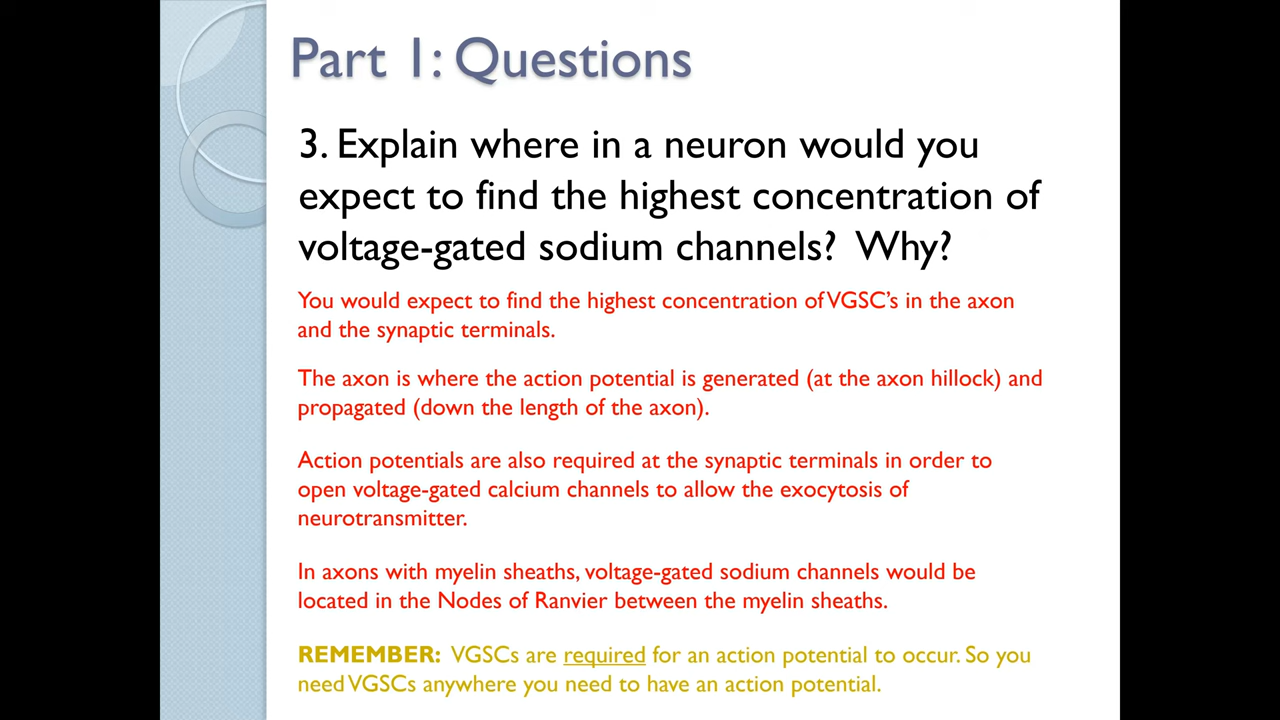 Part 1: Questions
3. Explain where in a neuron would you
expect to find the highest concentration of
voltage-gated sodium channels?  Why?
You would expect to find the highest concentration of VGSC's in the axon
and the synaptic terminals.
The axon is where the action potential is generated (at the axon hillock) and
propagated (down the length of the axon).
Action potentials are also required at the synaptic terminals in order to
open voltage-gated calcium channels to allow the exocytosis of
neurotransmitter.
In axons with myelin sheaths, voltage-gated sodium channels would be
located in the Nodes of Ranvier between the myelin sheaths.
REMEMBER:  VGSCs are required for an action potential to occur. So you
need VGSCs anywhere you need to have an action potential.